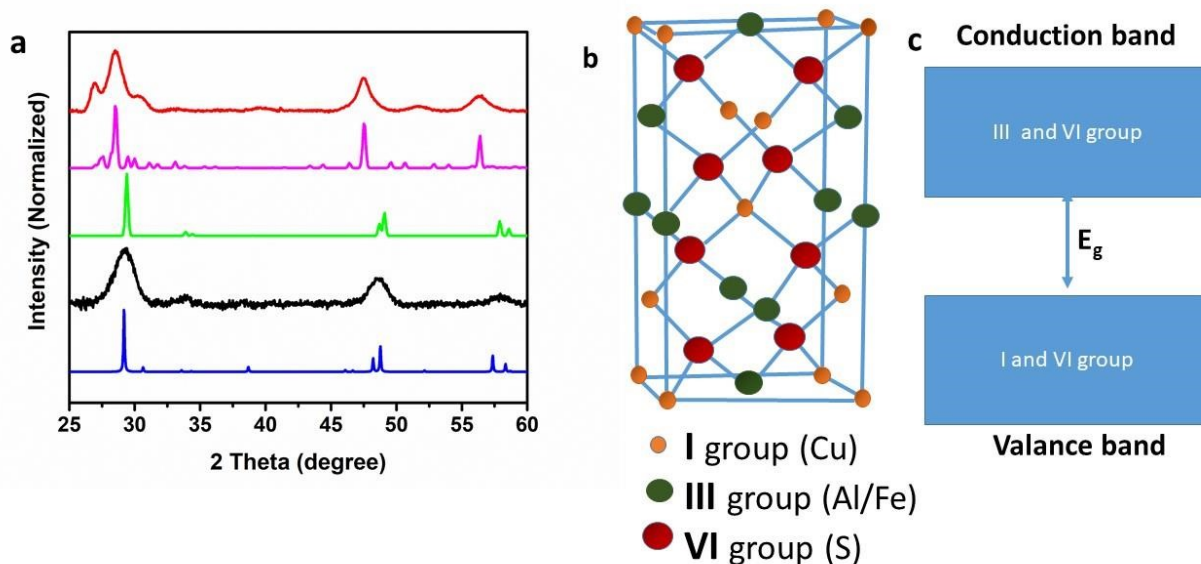 a
Intensity (Normalized)
25 30 35 40 45 50 55 60
2 Theta (degree)
b
I group (Cu)
III group (Al/Fe)
VI group (S)
c
Conduction band
III and VI group
Eg
I and VI group
Valance band